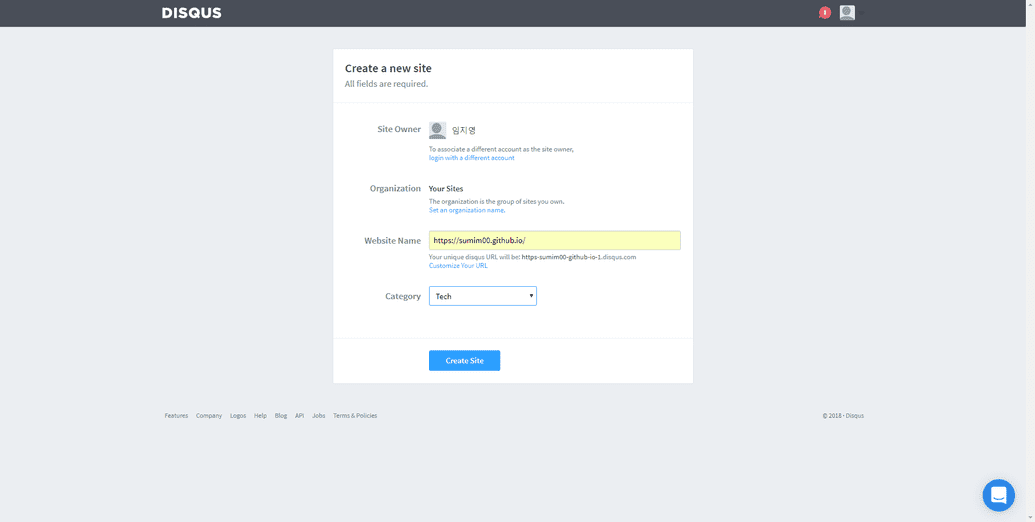 DISQUS
1
Create a new site
All fields are required.
Site Owner
임지영
To associate a different account as the site owner,
login with a different account
Organization
Your Sites
The organization is the group of sites you own.
Set an organization name.
Website Name
https://sumim00.github.io/
Your unique disqus URL will be: https-sumim00-github-io-1.disqus.com
Customize Your URL
Category
Tech
Create Site
Features Company Logos Help Blog API Jobs Terms & Policies
© 2018 - Disqus